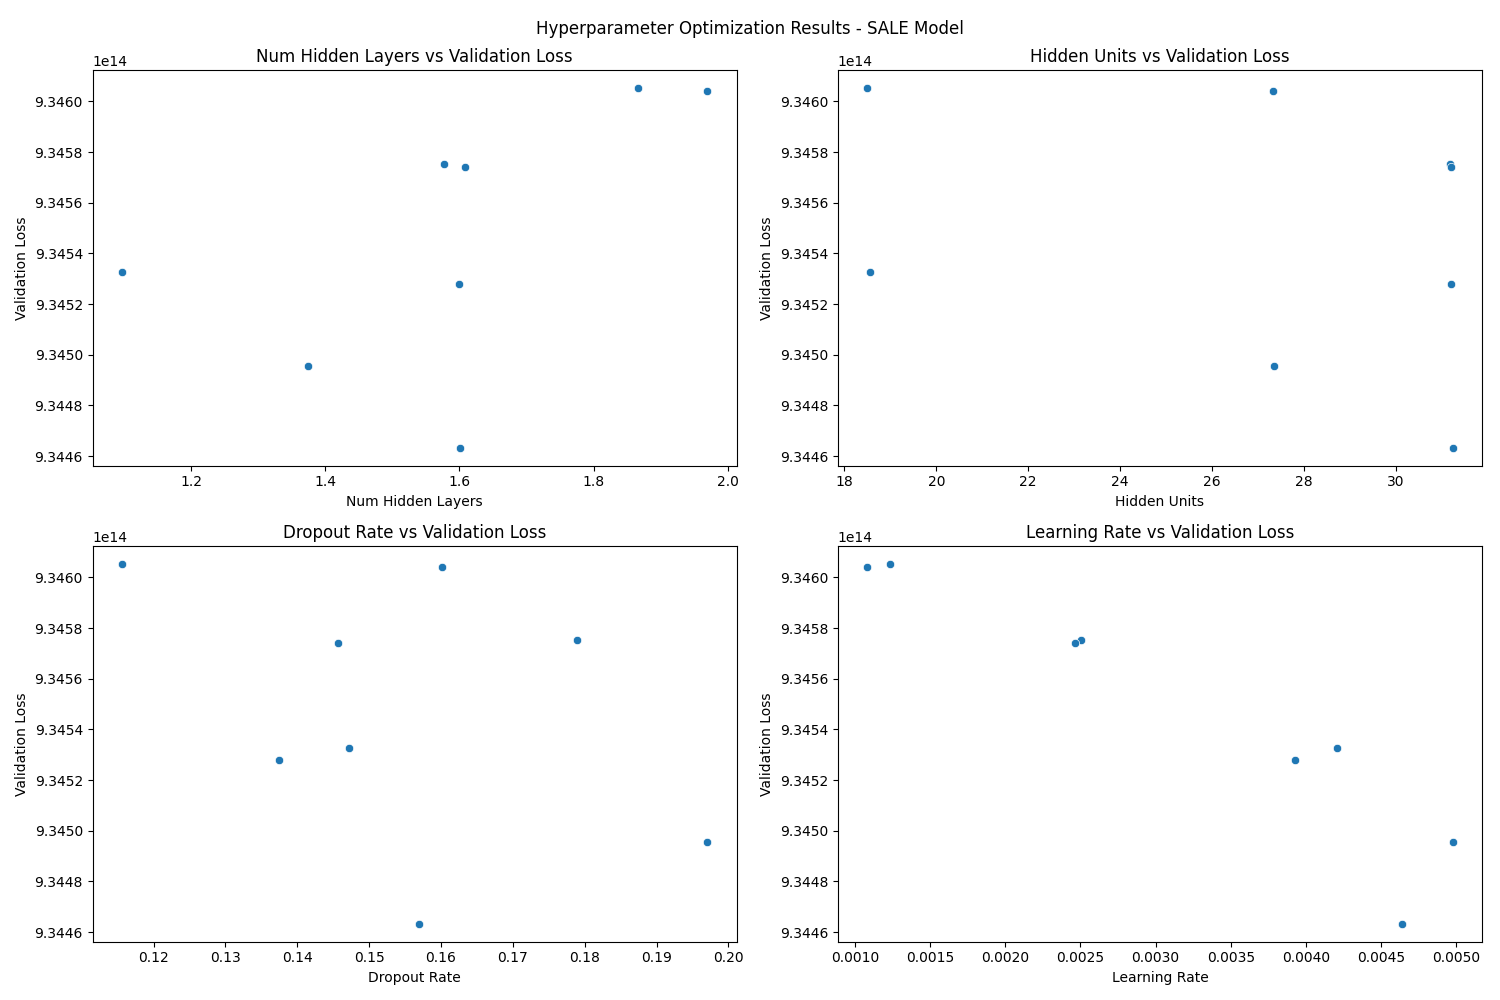 Hyperparameter Optimization Results - SALE Model
Num Hidden Layers vs Validation Loss
1e14
9.3460
9.3458
9.3456
9.3454
9.3452
9.3450
9.3448
9.3446
Validation Loss
1.2 1.4 1.6 1.8 2.0
Num Hidden Layers
Hidden Units vs Validation Loss
1e14
9.3460
9.3458
9.3456
9.3454
9.3452
9.3450
9.3448
9.3446
Validation Loss
18 20 22 24 26 28 30
Hidden Units
Dropout Rate vs Validation Loss
1e14
9.3460
9.3458
9.3456
9.3454
9.3452
9.3450
9.3448
9.3446
Validation Loss
0.12 0.13 0.14 0.15 0.16 0.17 0.18 0.19 0.20
Dropout Rate
Learning Rate vs Validation Loss
1e14
9.3460
9.3458
9.3456
9.3454
9.3452
9.3450
9.3448
9.3446
Validation Loss
0.0010 0.0015 0.0020 0.0025 0.0030 0.0035 0.0040 0.0045 0.0050
Learning Rate